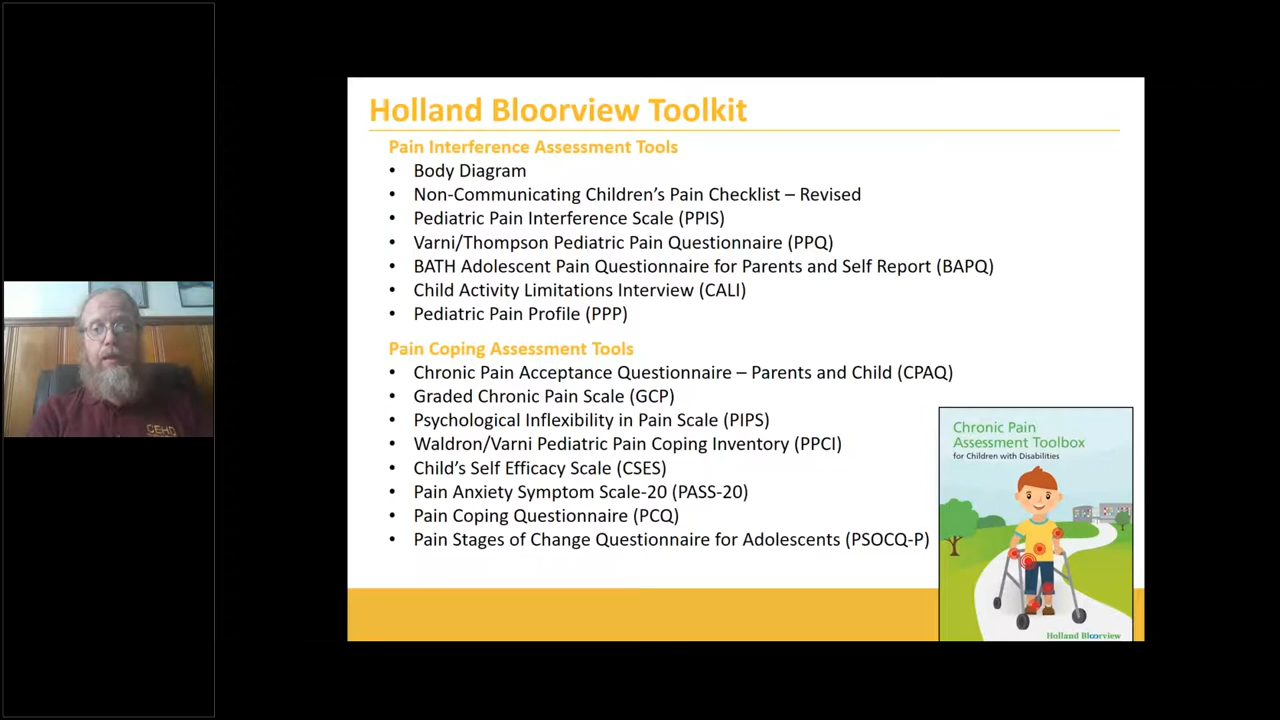 Holland Bloorview Toolkit
Pain Interference Assessment Tools
• Body Diagram
• Non-Communicating Children's Pain Checklist – Revised
• Pediatric Pain Interference Scale (PPIS)
• Varni/Thompson Pediatric Pain Questionnaire (PPQ)
• BATH Adolescent Pain Questionnaire for Parents and Self Report (BAPQ)
• Child Activity Limitations Interview (CALI)
• Pediatric Pain Profile (PPP)
Pain Coping Assessment Tools
• Chronic Pain Acceptance Questionnaire – Parents and Child (CPAQ)
• Graded Chronic Pain Scale (GCP)
• Psychological Inflexibility in Pain Scale (PIPS)
• Waldron/Varni Pediatric Pain Coping Inventory (PPCI)
• Child's Self Efficacy Scale (CSES)
• Pain Anxiety Symptom Scale-20 (PASS-20)
• Pain Coping Questionnaire (PCQ)
• Pain Stages of Change Questionnaire for Adolescents (PSOCQ-P)
Chronic Pain
Assessment Toolbox
for Children with Disabilities
Holland Bloorview
CEHD